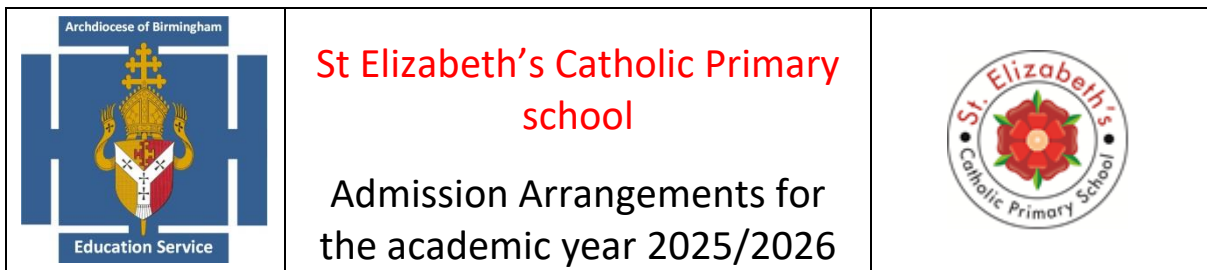 Archdiocese of Birmingham
Education Service
St Elizabeth’s Catholic Primary
school
Admission Arrangements for
the academic year 2025/2026
St. Elizabeth's
Catholic Primary School